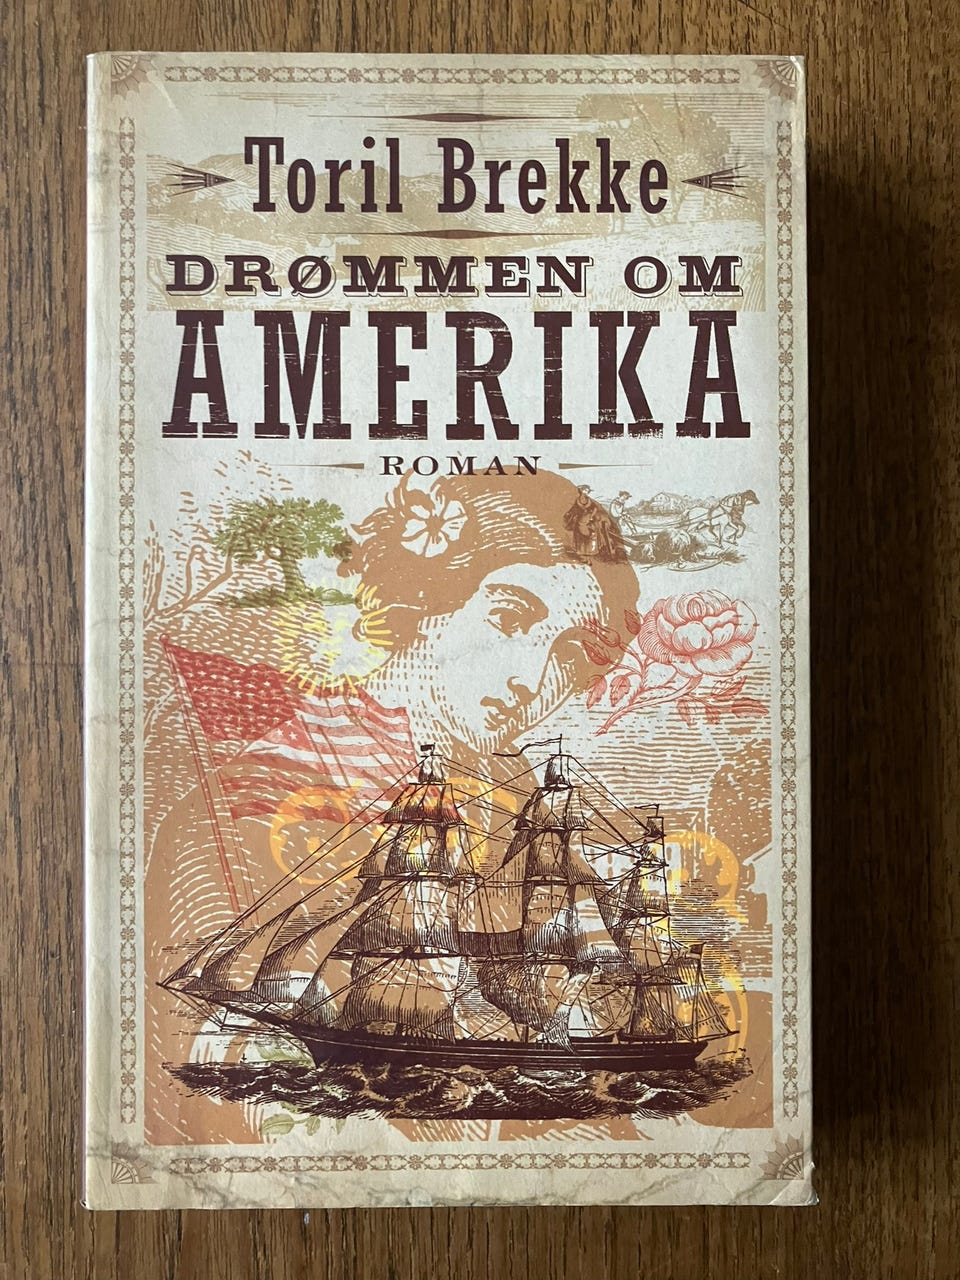 Toril Brekke
DRØMMEN OM
AMERIKA
ROMAN